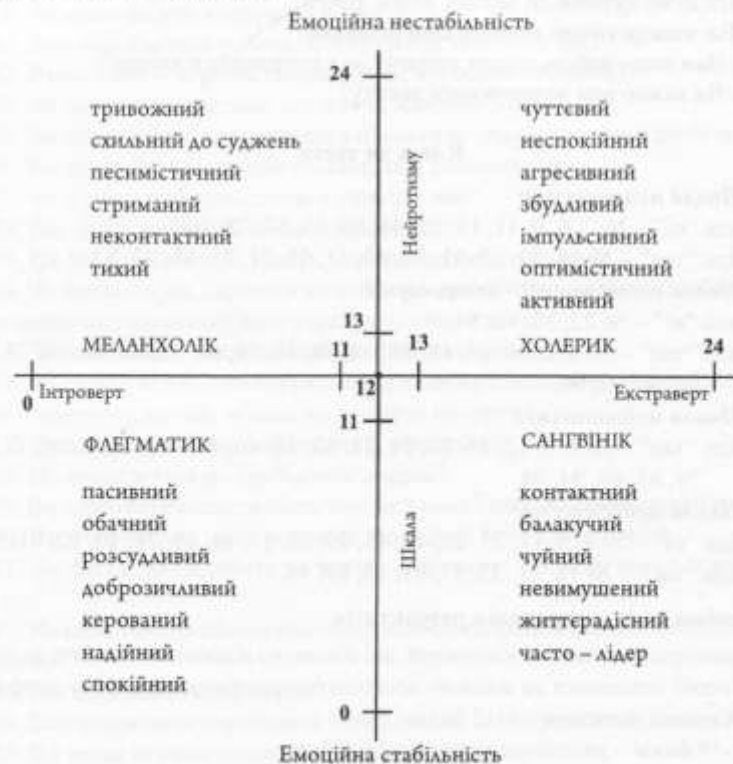 Емоційна нестабільність
24
тривожний
схильний до суджень
песимістичний
стриманий
неконтактний
тихий
Нейротизму
чуттєвий
неспокійний
агресивний
збудливий
імпульсивний
оптимістичний
активний
13
МЕЛАНХОЛІК
11
13
ХОЛЕРИК
24
0
Інтроверт
12
Екстраверт
11
ФЛЕГМАТИК
САНГВІНІК
пасивний
обачний
розсудливий
доброзичливий
керований
надійний
спокійний
Шкала
контактний
балакучий
чуйний
невимушений
життєрадісний
часто – лідер
0
Емоційна стабільність